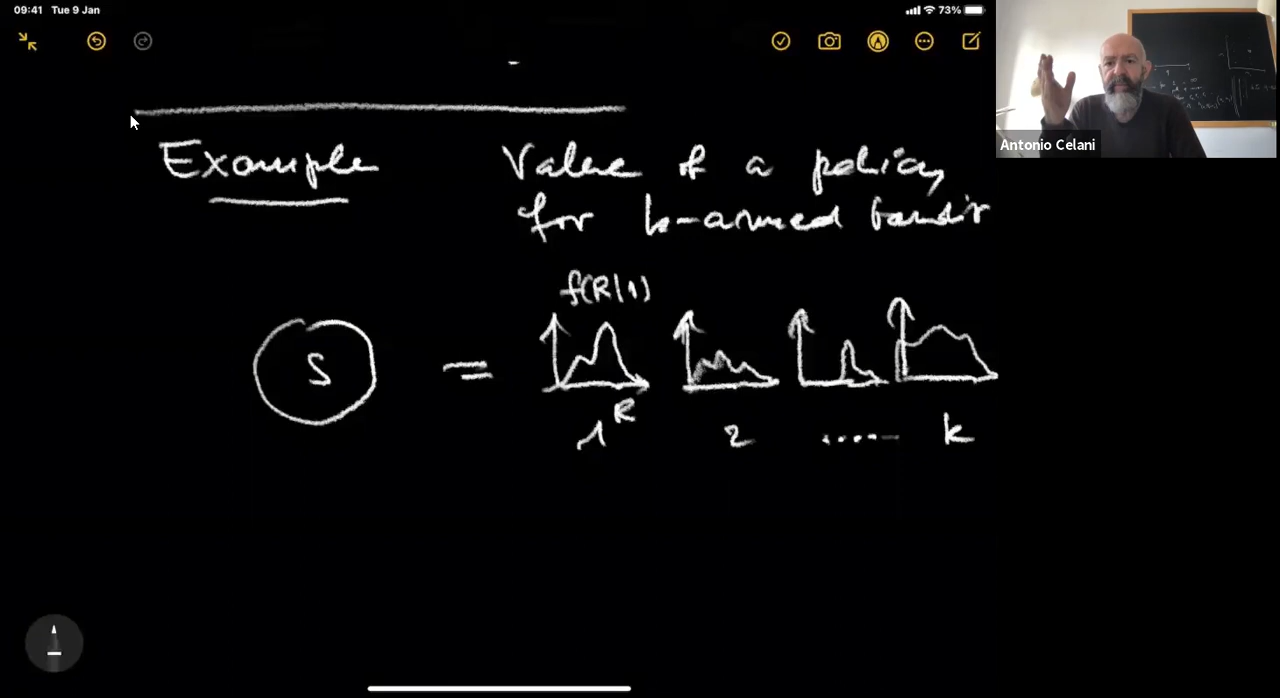 09:41 Tue 9 Jan 73%
Antonio Celani
Example Value of a policy
for k-armed bandit
f(R|1)
S =
R
1 2 ..... k